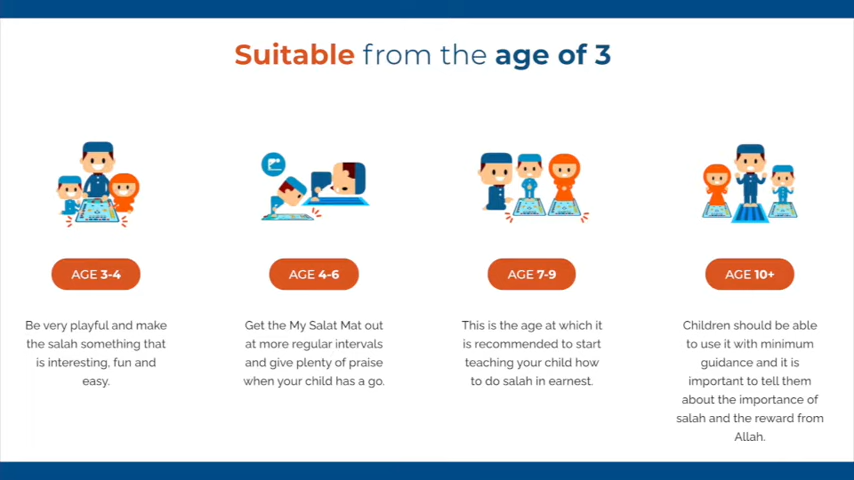 Suitable from the age of 3
AGE 3-4
Be very playful and make
the salah something that
is interesting, fun and
easy.
AGE 4-6
Get the My Salat Mat out
at more regular intervals
and give plenty of praise
when your child has a go.
AGE 7-9
This is the age at which it
is recommended to start
teaching your child how
to do salah in earnest.
AGE 10+
Children should be able
to use it with minimum
guidance and it is
important to tell them
about the importance of
salah and the reward from
Allah.